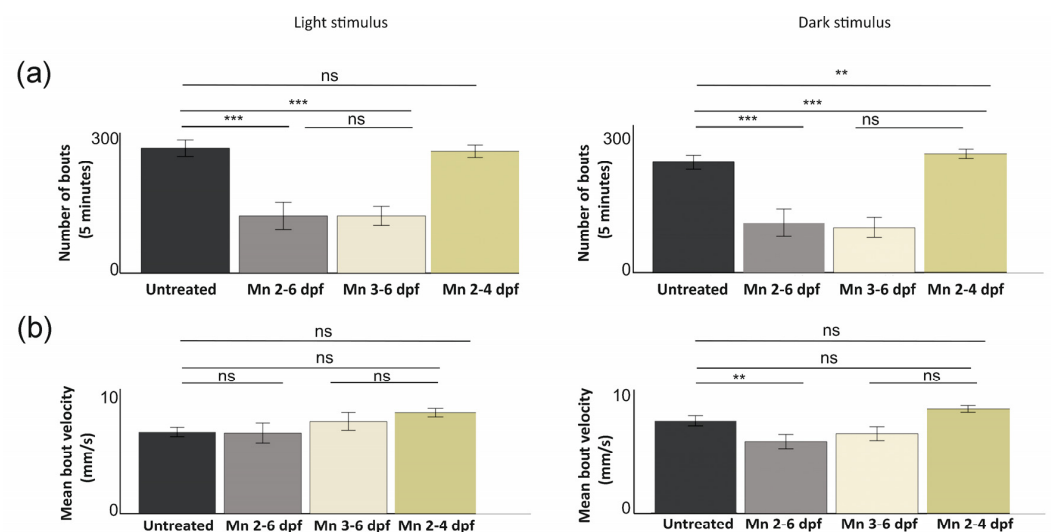 Light stimulus
Dark stimulus
(a)
ns
***
***
ns
Number of bouts
(5 minutes)
300
0
Untreated Mn 2-6 dpf Mn 3-6 dpf Mn 2-4 dpf
**
***
***
ns
Number of bouts
(5 minutes)
300
0
Untreated Mn 2-6 dpf Mn 3-6 dpf Mn 2-4 dpf
(b)
ns
ns
ns
ns
Mean bout velocity
(mm/s)
10
0
Untreated Mn 2-6 dpf Mn 3-6 dpf Mn 2-4 dpf
ns
ns
**
ns
Mean bout velocity
(mm/s)
10
0
Untreated Mn 2-6 dpf Mn 3-6 dpf Mn 2-4 dpf